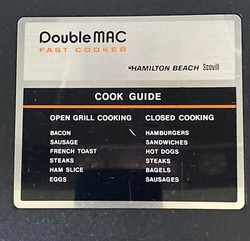 DoubleMAC
FAST COOKER
HAMILTON BEACH Scovill
COOK GUIDE
OPEN GRILL COOKING
BACON
SAUSAGE
FRENCH TOAST
STEAKS
HAM SLICE
EGGS
CLOSED COOKING
HAMBURGERS
SANDWICHES
HOT DOGS
STEAKS
BAGELS
SAUSAGES